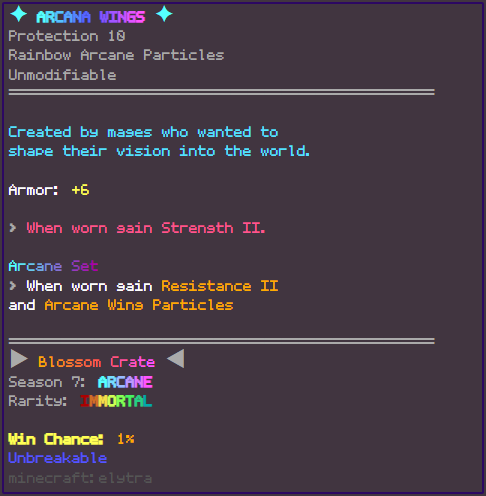 ✦ ARCANA WINGS ✦
Protection 10
Rainbow Arcane Particles
Unmodifiable
Created by mages who wanted to
shape their vision into the world.
Armor: +6
> When worn gain Strength II.
Arcane Set
> When worn gain Resistance II
and Arcane Wing Particles
▶ Blossom Crate ◀
Season 7: ARCANE
Rarity: IMMORTAL
Win Chance: 1%
Unbreakable
minecraft:elytra